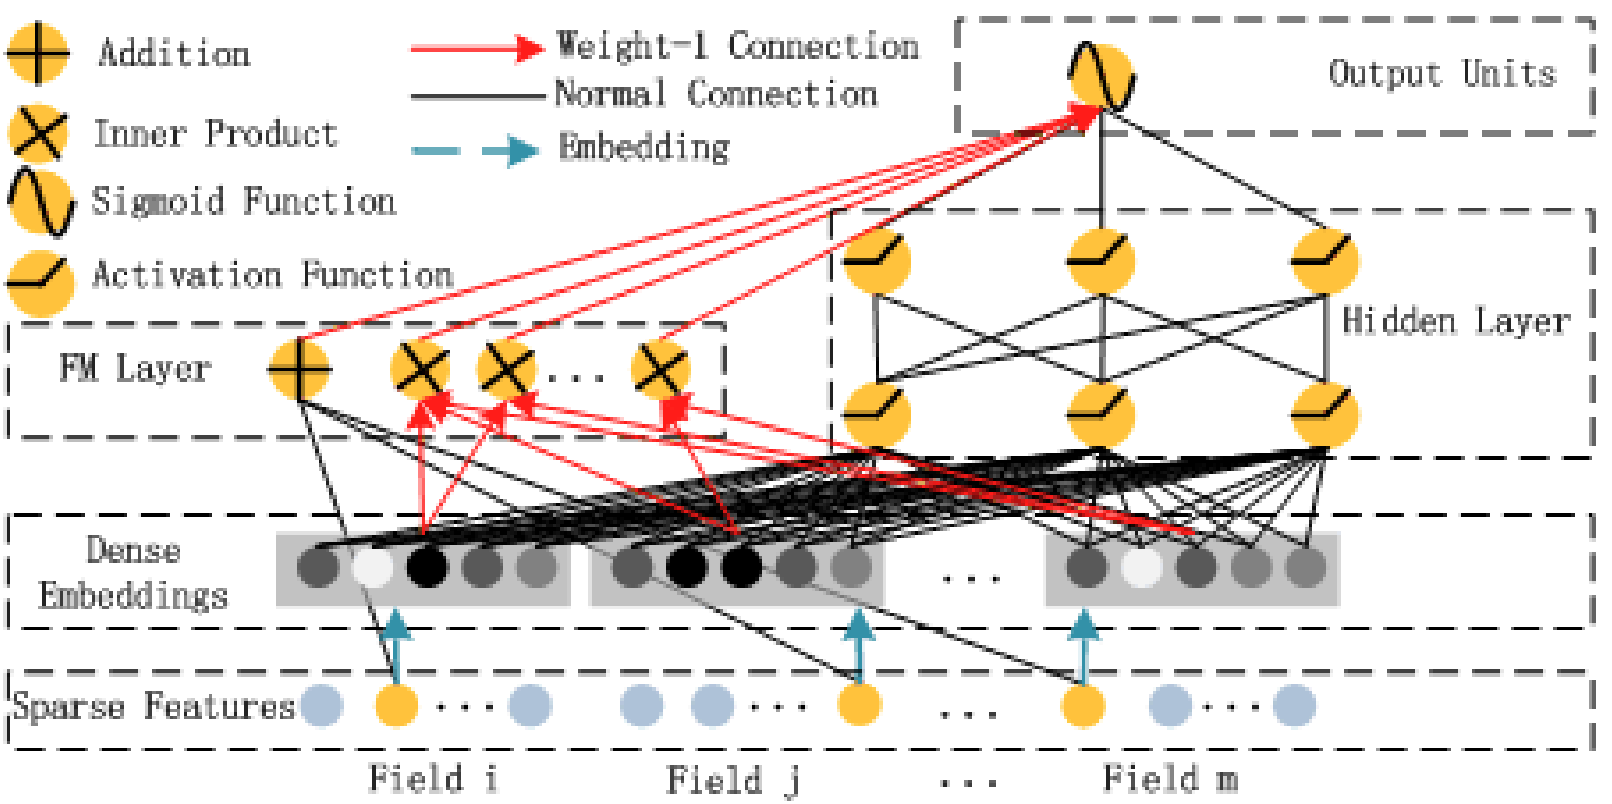 Addition
Inner Product
Sigmoid Function
Activation Function
Weight-1 Connection
Normal Connection
Embedding
Output Units
FM Layer
. . .
Hidden Layer
Dense
Embeddings
. . .
Sparse Features
. . .
. . .
. . .
. . .
Field i
Field j
. . .
Field m